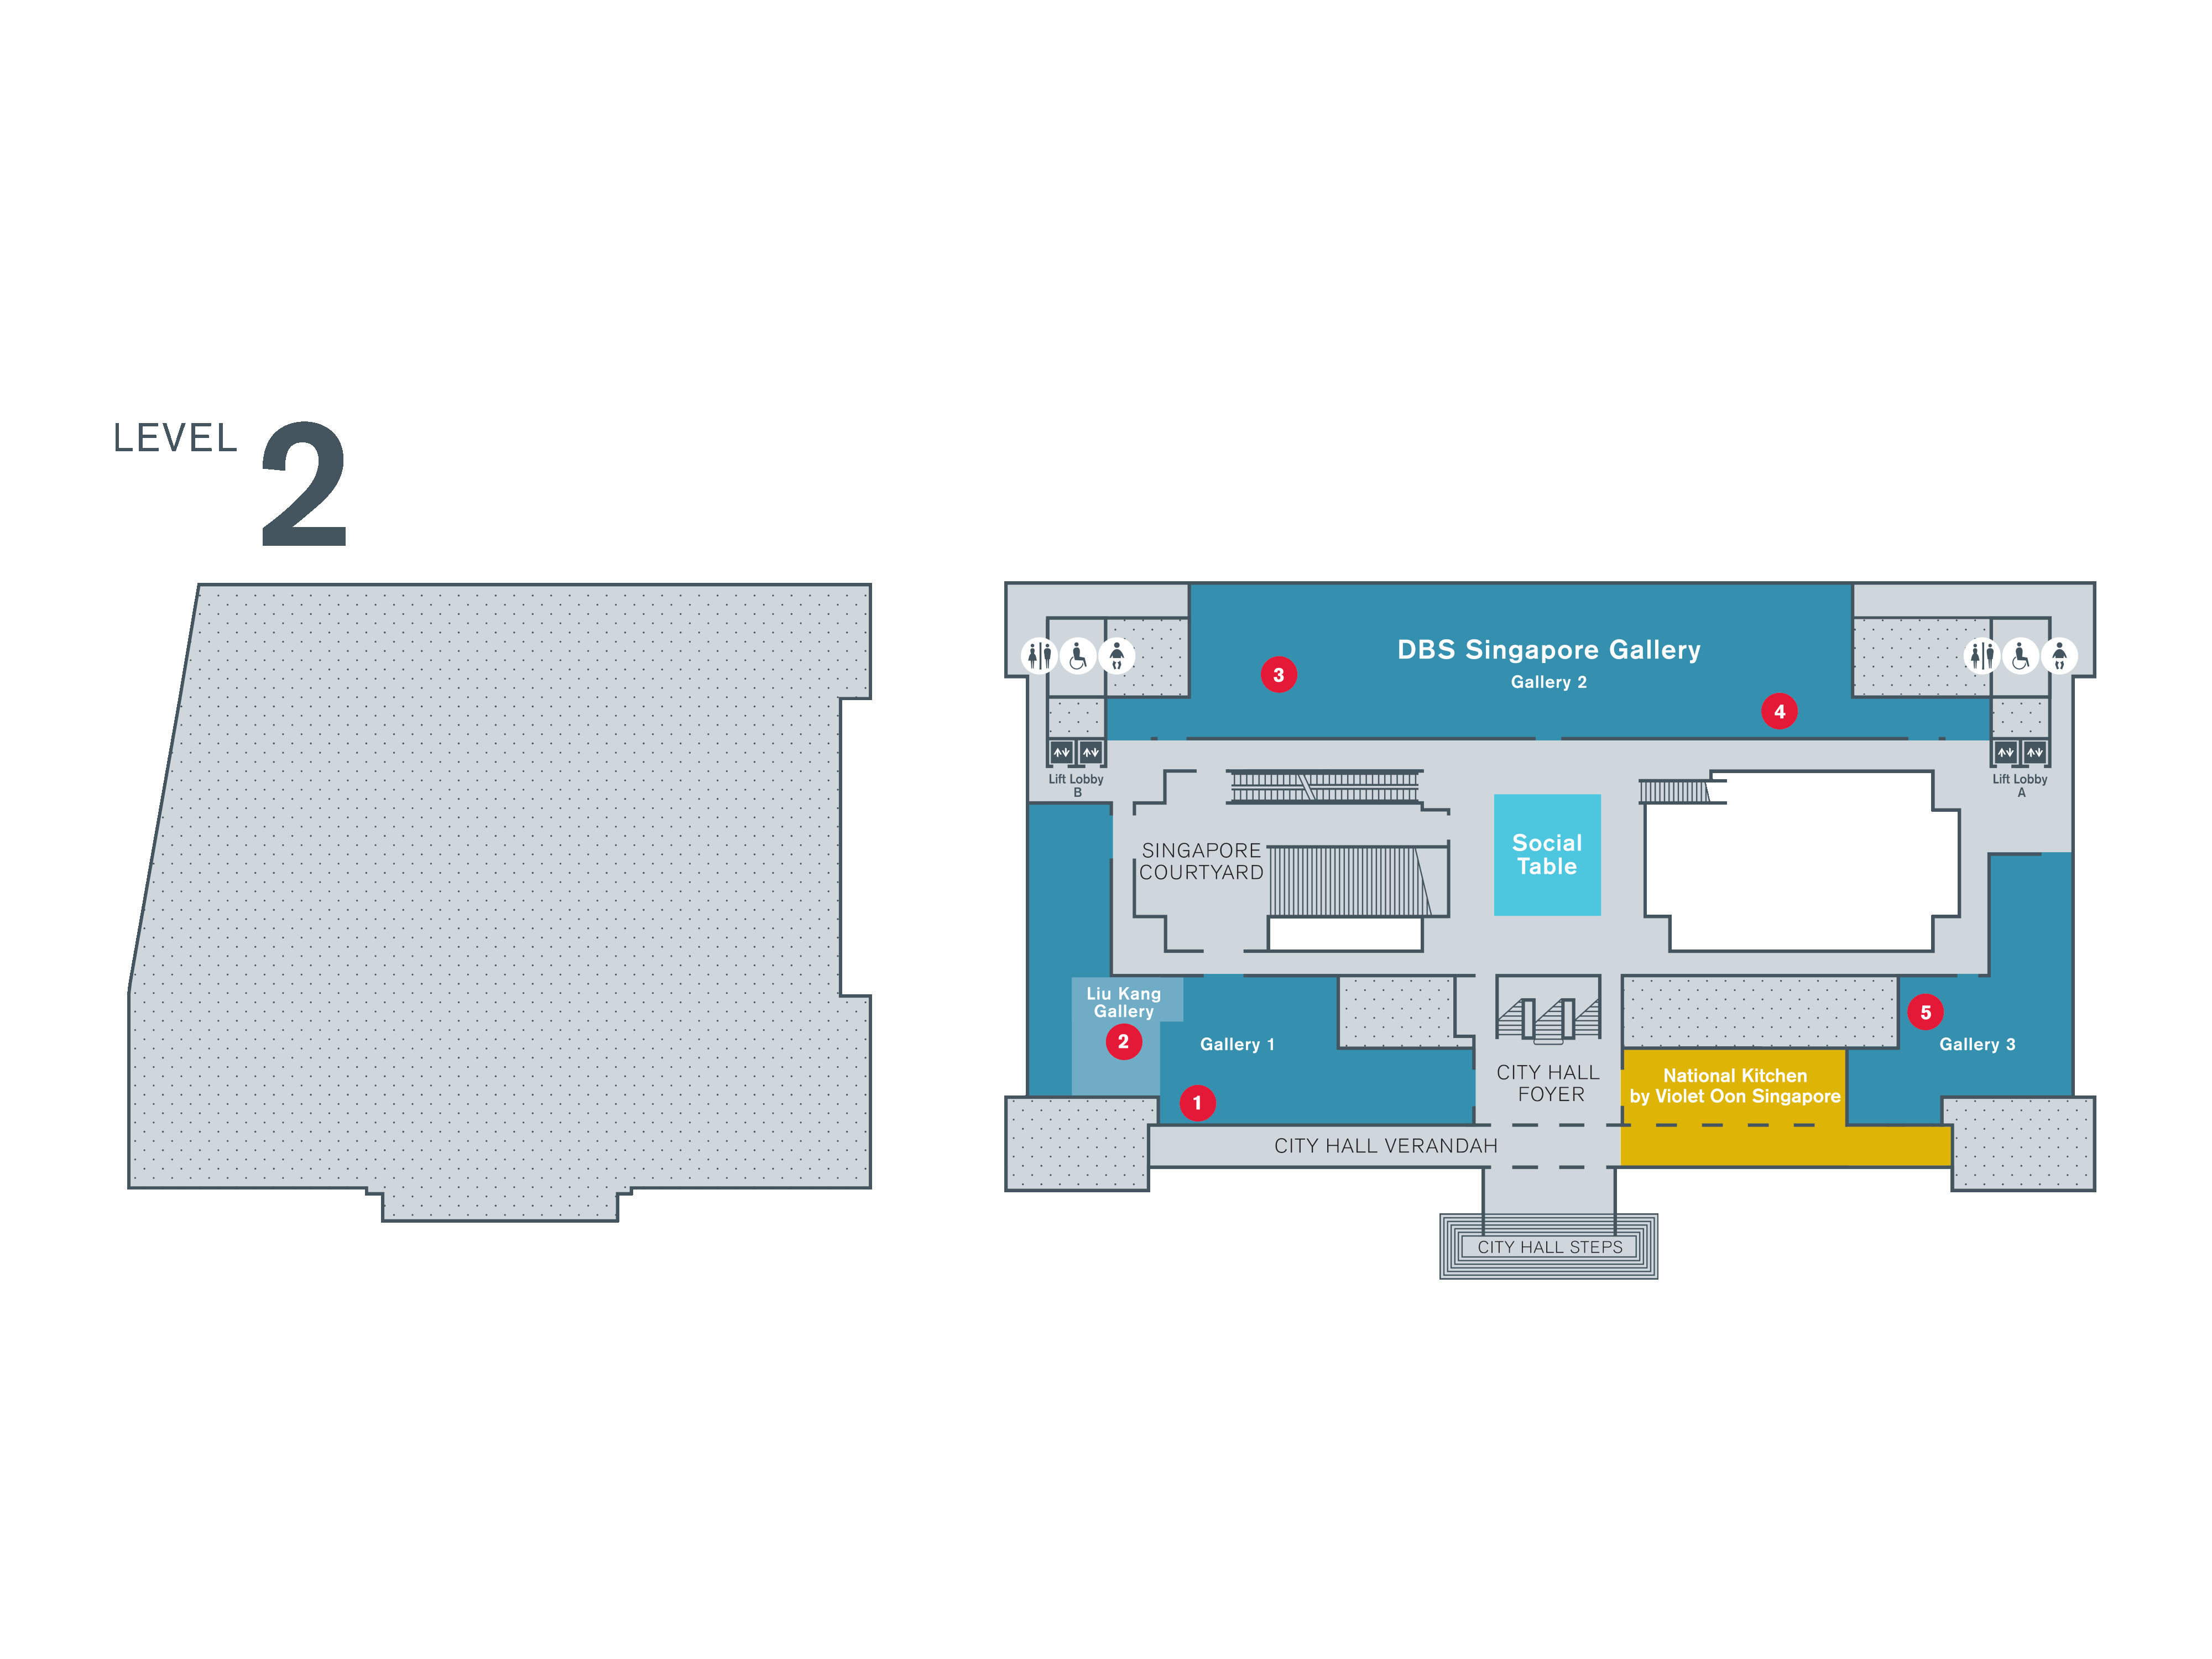 LEVEL 2
DBS Singapore Gallery
Gallery 2
3
4
Lift Lobby
B
Lift Lobby
A
SINGAPORE
COURTYARD
Social
Table
Liu Kang
Gallery
2
Gallery 1
1
5
Gallery 3
CITY HALL
FOYER
National Kitchen
by Violet Oon Singapore
CITY HALL VERANDAH
CITY HALL STEPS